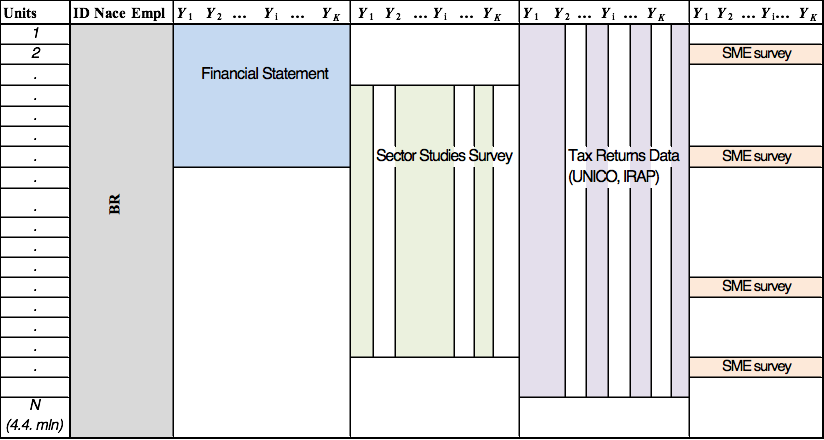 Units ID Nace Empl Y1 Y2 ... Yi ... YK Y1 Y2 ... Yi ... YK Y1 Y2 ... Yi ... YK Y1 Y2 ... Yi... YK
1
2 SME survey
.
Financial Statement
.
.
.
. Sector Studies Survey Tax Returns Data SME survey
(UNICO, IRAP)
.
BR
.
.
.
. SME survey
.
.
.
. SME survey
N
(4.4. mln)